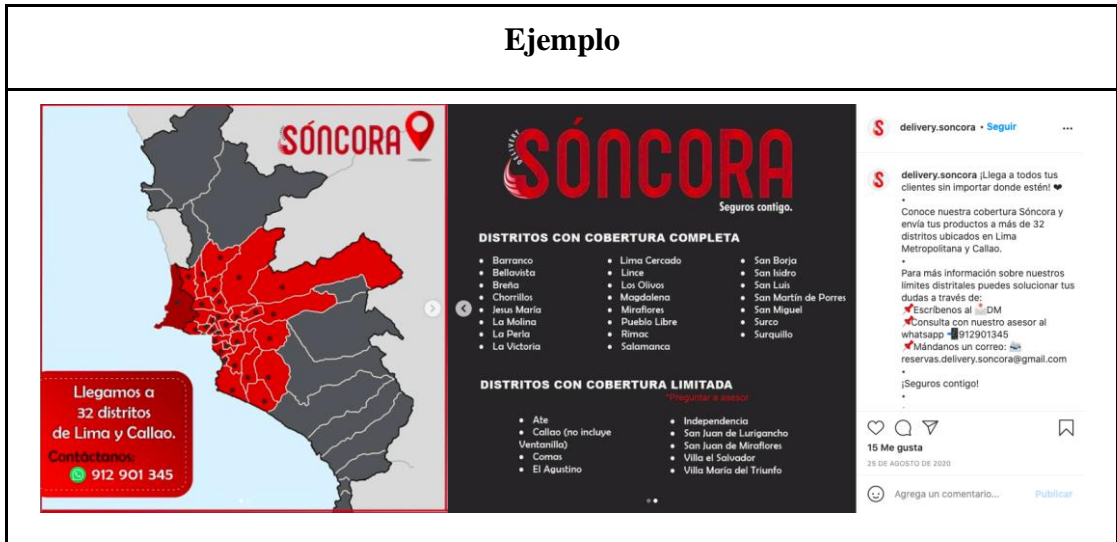 Ejemplo
SÓNCORA
Llegamos a
32 distritos
de Lima y Callao.
Contáctanos:
912 901 345
DELIVERY
SÓNCORA
Seguros contigo.
DISTRITOS CON COBERTURA COMPLETA
• Barranco
• Bellavista
• Breña
• Chorrillos
• Jesus María
• La Molina
• La Perla
• La Victoria
• Lima Cercado
• Lince
• Los Olivos
• Magdalena
• Miraflores
• Pueblo Libre
• Rimac
• Salamanca
• San Borja
• San Isidro
• San Luis
• San Martín de Porres
• San Miguel
• Surco
• Surquillo
DISTRITOS CON COBERTURA LIMITADA
*Preguntar a asesor
• Ate
• Callao (no incluye
Ventanilla)
• Comas
• El Agustino
• Independencia
• San Juan de Lurigancho
• San Juan de Miraflores
• Villa el Salvador
• Villa María del Triunfo
S delivery.soncora • Seguir ...
S delivery.soncora ¡Llega a todos tus
clientes sin importar donde estén! ❤
•
Conoce nuestra cobertura Sóncora y
envía tus productos a más de 32
distritos ubicados en Lima
Metropolitana y Callao.
•
Para más información sobre nuestros
límites distritales puedes solucionar tus
dudas a través de:
📌Escríbenos al 📩DM
📌Consulta con nuestro asesor al
whatsapp 📲912901345
📌Mándanos un correo: 📨
reservas.delivery.soncora@gmail.com
•
¡Seguros contigo!
•
15 Me gusta
25 DE AGOSTO DE 2020
Agrega un comentario... Publicar